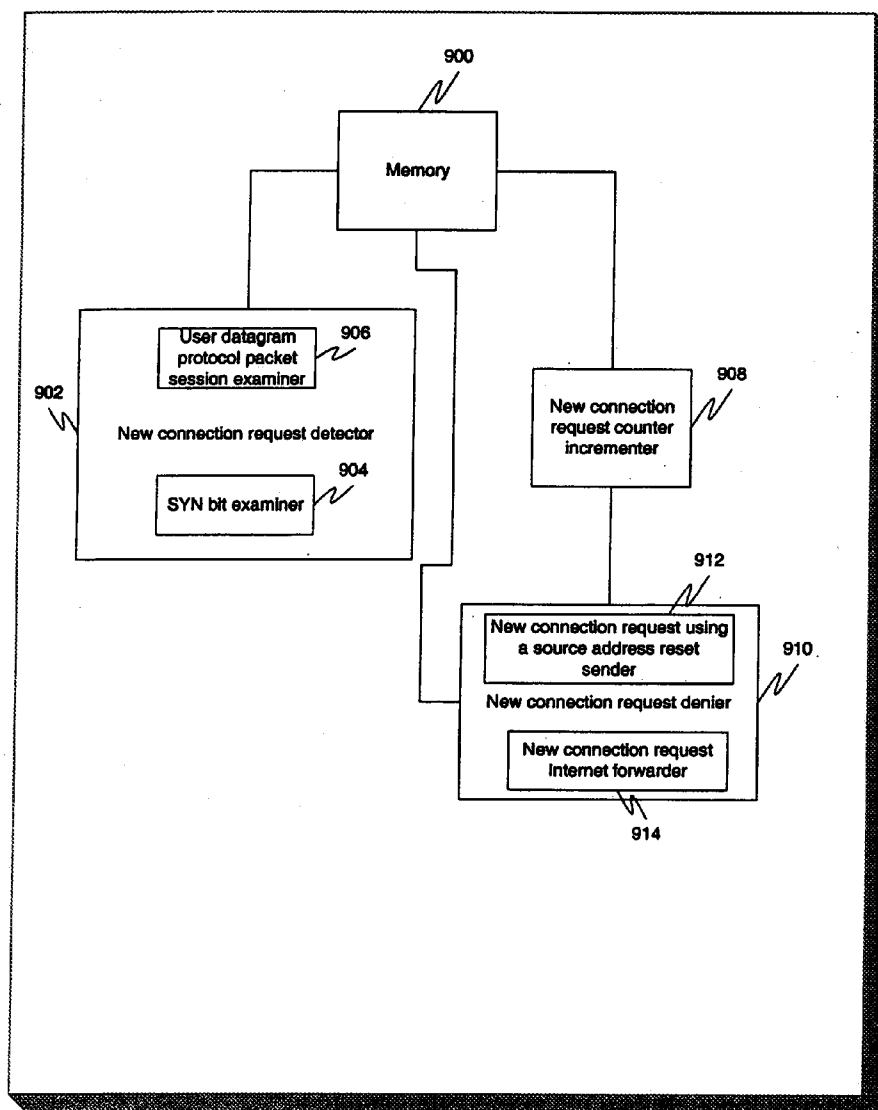 900
Memory
906
User datagram
protocol packet
session examiner
902
New connection request detector
904
SYN bit examiner
908
New connection
request counter
incrementer
912
New connection request using
a source address reset
sender
910
New connection request denier
New connection request
Internet forwarder
914